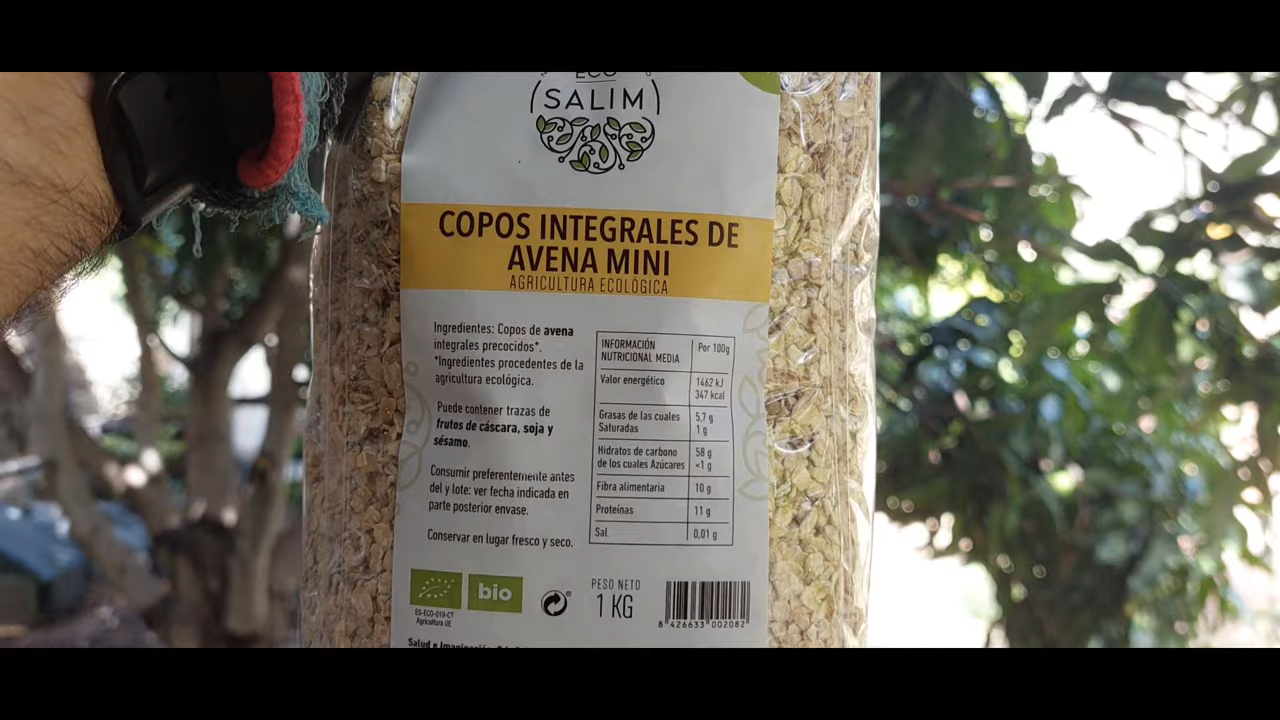 ECO
SALIM
COPOS INTEGRALES DE
AVENA MINI
AGRICULTURA ECOLÓGICA
Ingredientes: Copos de avena
integrales precocidos*.
*Ingredientes procedentes de la
agricultura ecológica.
Puede contener trazas de
frutos de cáscara, soja y
sésamo.
Consumir preferentemente antes
del y lote: ver fecha indicada en
parte posterior envase.
Conservar en lugar fresco y seco.
INFORMACIÓN
NUTRICIONAL MEDIA
Por 100g
Valor energético
1462 kJ
347 kcal
Grasas de las cuales
Saturadas
5,7 g
1 g
Hidratos de carbono
de los cuales Azúcares
58 g
<1 g
Fibra alimentaria
10 g
Proteínas
11 g
Sal
0,01 g
bio
ES-ECO-019-CT
Agricultura UE
PESO NETO
1 KG
8 426633 002082
Salud e Imaginación